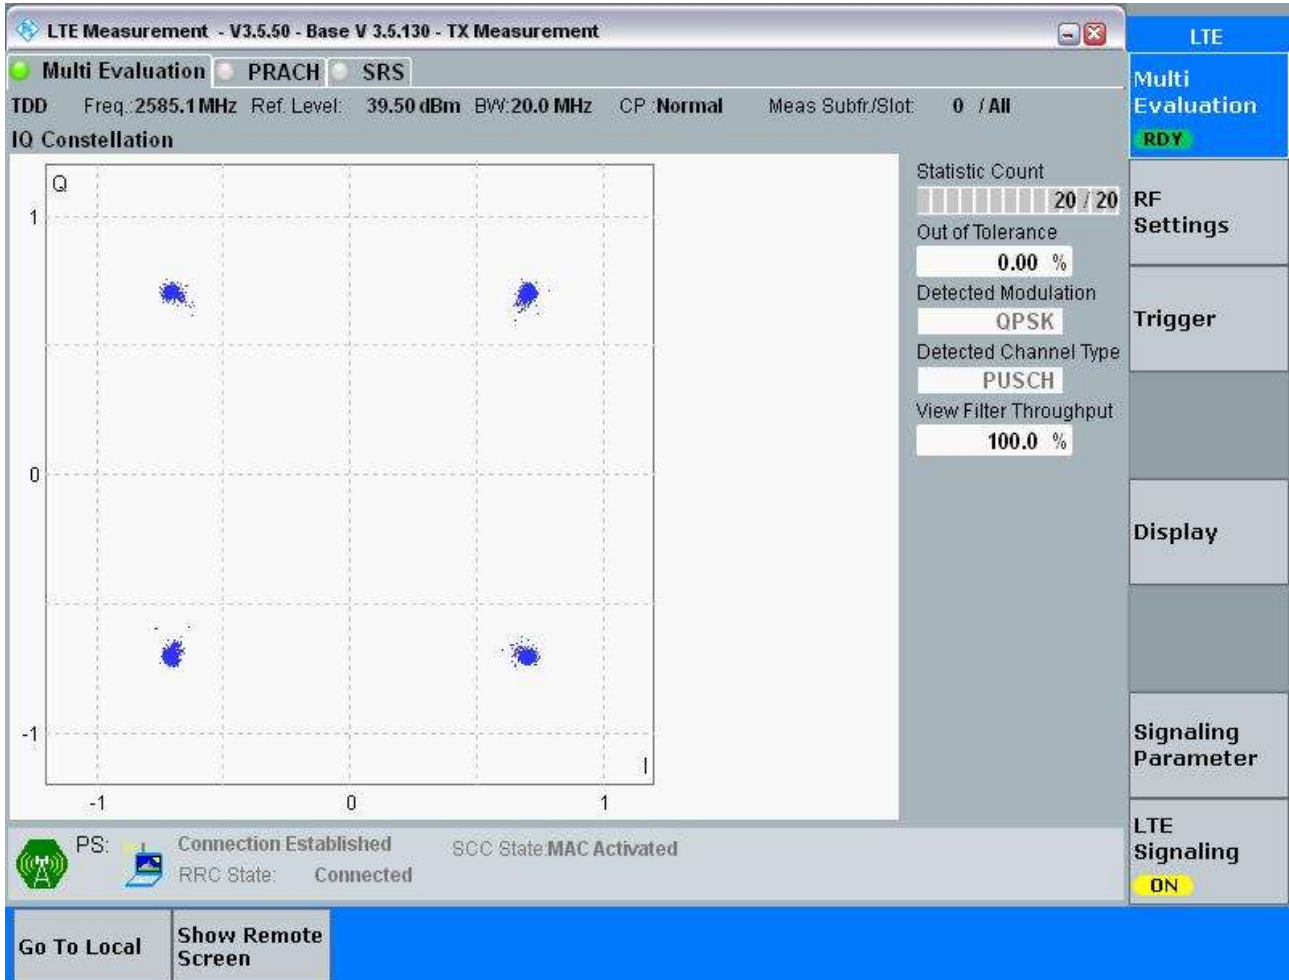 LTE Measurement - V3.5.50 - Base V 3.5.130 - TX Measurement
LTE
Multi Evaluation PRACH SRS
TDD Freq.:2585.1 MHz Ref. Level: 39.50 dBm BW:20.0 MHz CP :Normal Meas Subfr./Slot: 0 / All
IQ Constellation
Q
1
0
-1
I
-1 0 1
Statistic Count
20 / 20
Out of Tolerance
0.00 %
Detected Modulation
QPSK
Detected Channel Type
PUSCH
View Filter Throughput
100.0 %
Multi
Evaluation
RDY
RF
Settings
Trigger
Display
Signaling
Parameter
LTE
Signaling
ON
PS: Connection Established SCC State:MAC Activated
RRC State: Connected
Go To Local
Show Remote
Screen